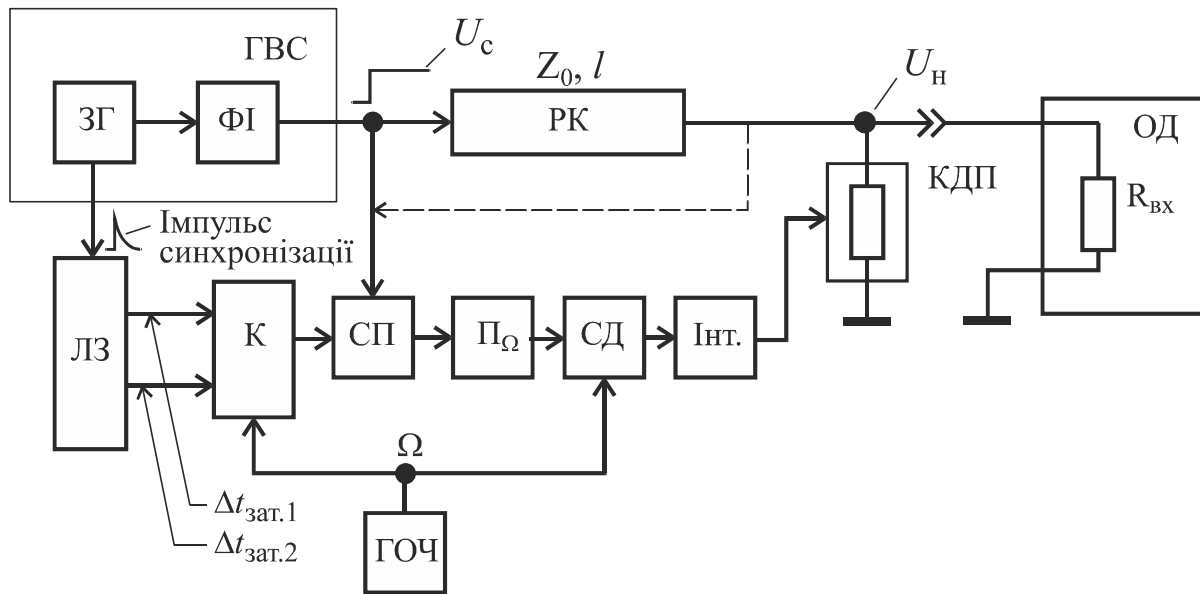 ГВС
U_с
Z_0, l
U_н
ЗГ
ФІ
РК
ОД
КДП
R_вх
Імпульс
синхронізації
ЛЗ
К
СП
П_Ω
СД
Інт.
Ω
Δt_зат.1
Δt_зат.2
ГОЧ